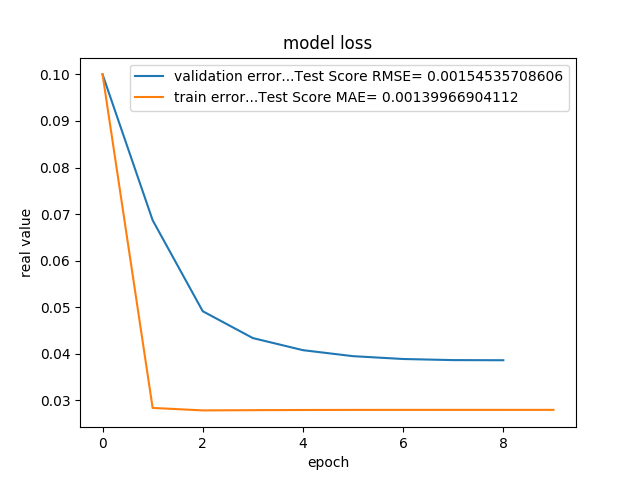 model loss
validation error...Test Score RMSE= 0.00154535708606
train error...Test Score MAE= 0.00139966904112
0.10
0.09
0.08
0.07
0.06
0.05
0.04
0.03
real value
0 2 4 6 8
epoch